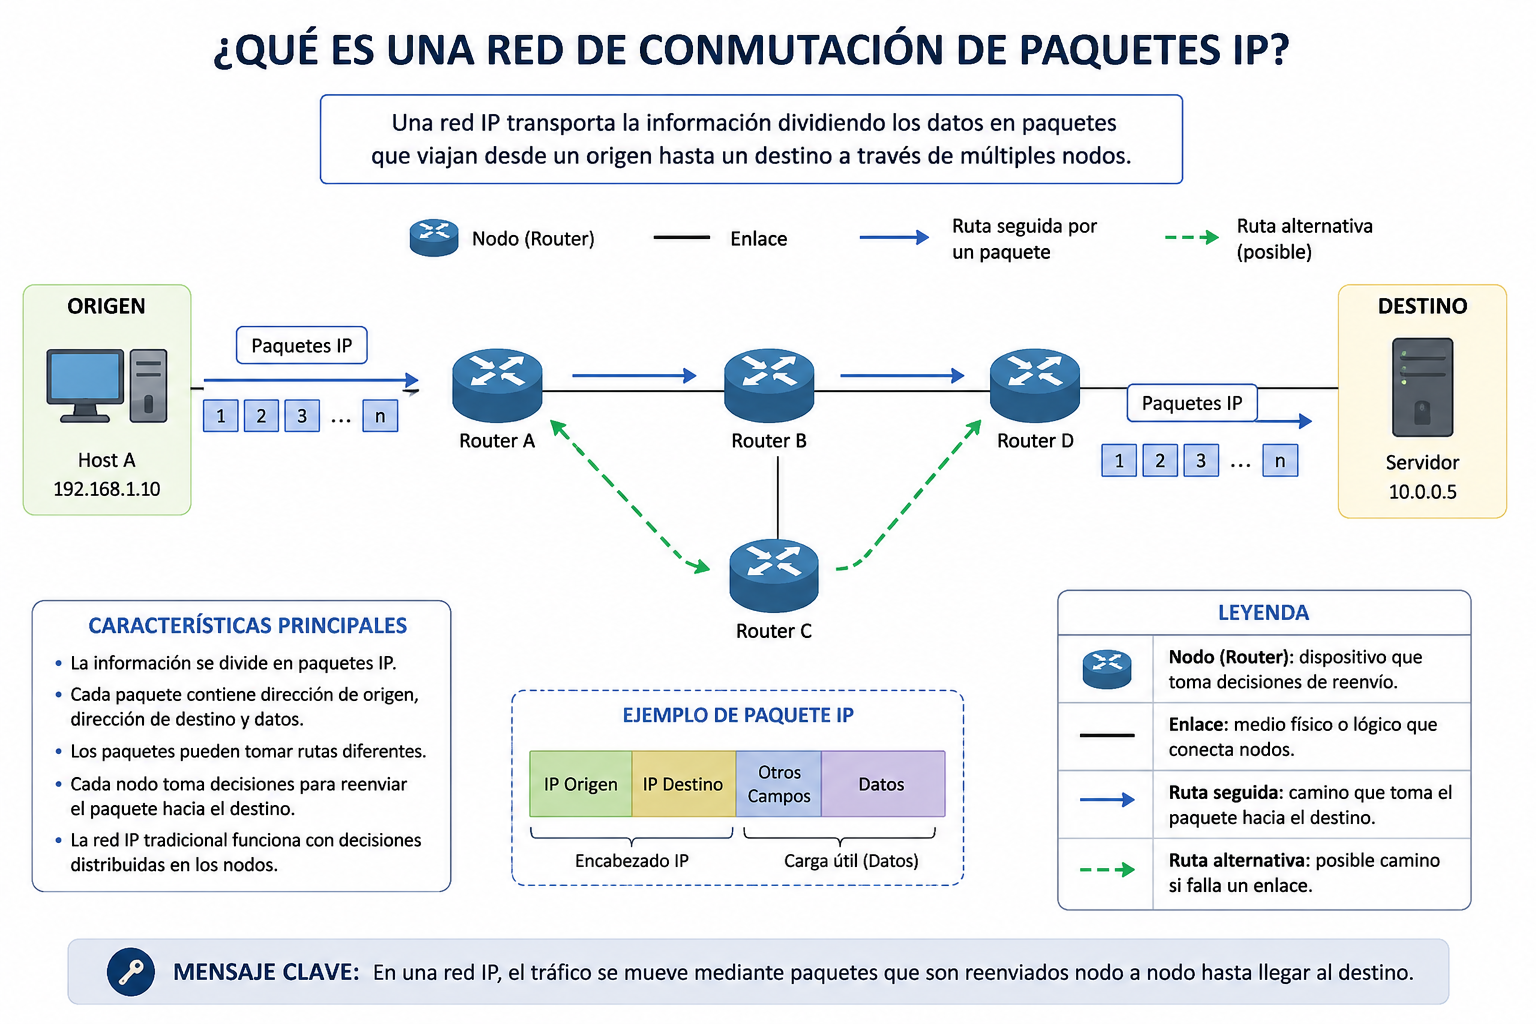 ¿QUÉ ES UNA RED DE CONMUTACIÓN DE PAQUETES IP?
Una red IP transporta la información dividiendo los datos en paquetes
que viajan desde un origen hasta un destino a través de múltiples nodos.
Nodo (Router)
Enlace
Ruta seguida por
un paquete
Ruta alternativa
(posible)
ORIGEN
Host A
192.168.1.10
Paquetes IP
1 2 3 ... n
Router A
Router B
Router D
Router C
Paquetes IP
1 2 3 ... n
DESTINO
Servidor
10.0.0.5
CARACTERÍSTICAS PRINCIPALES
• La información se divide en paquetes IP.
• Cada paquete contiene dirección de origen,
dirección de destino y datos.
• Los paquetes pueden tomar rutas diferentes.
• Cada nodo toma decisiones para reenviar
el paquete hacia el destino.
• La red IP tradicional funciona con decisiones
distribuidas en los nodos.
EJEMPLO DE PAQUETE IP
IP Origen
IP Destino
Otros
Campos
Datos
Encabezado IP
Carga útil (Datos)
LEYENDA
Nodo (Router): dispositivo que
toma decisiones de reenvío.
Enlace: medio físico o lógico que
conecta nodos.
Ruta seguida: camino que toma el
paquete hacia el destino.
Ruta alternativa: posible camino
si falla un enlace.
MENSAJE CLAVE: En una red IP, el tráfico se mueve mediante paquetes que son reenviados nodo a nodo hasta llegar al destino.